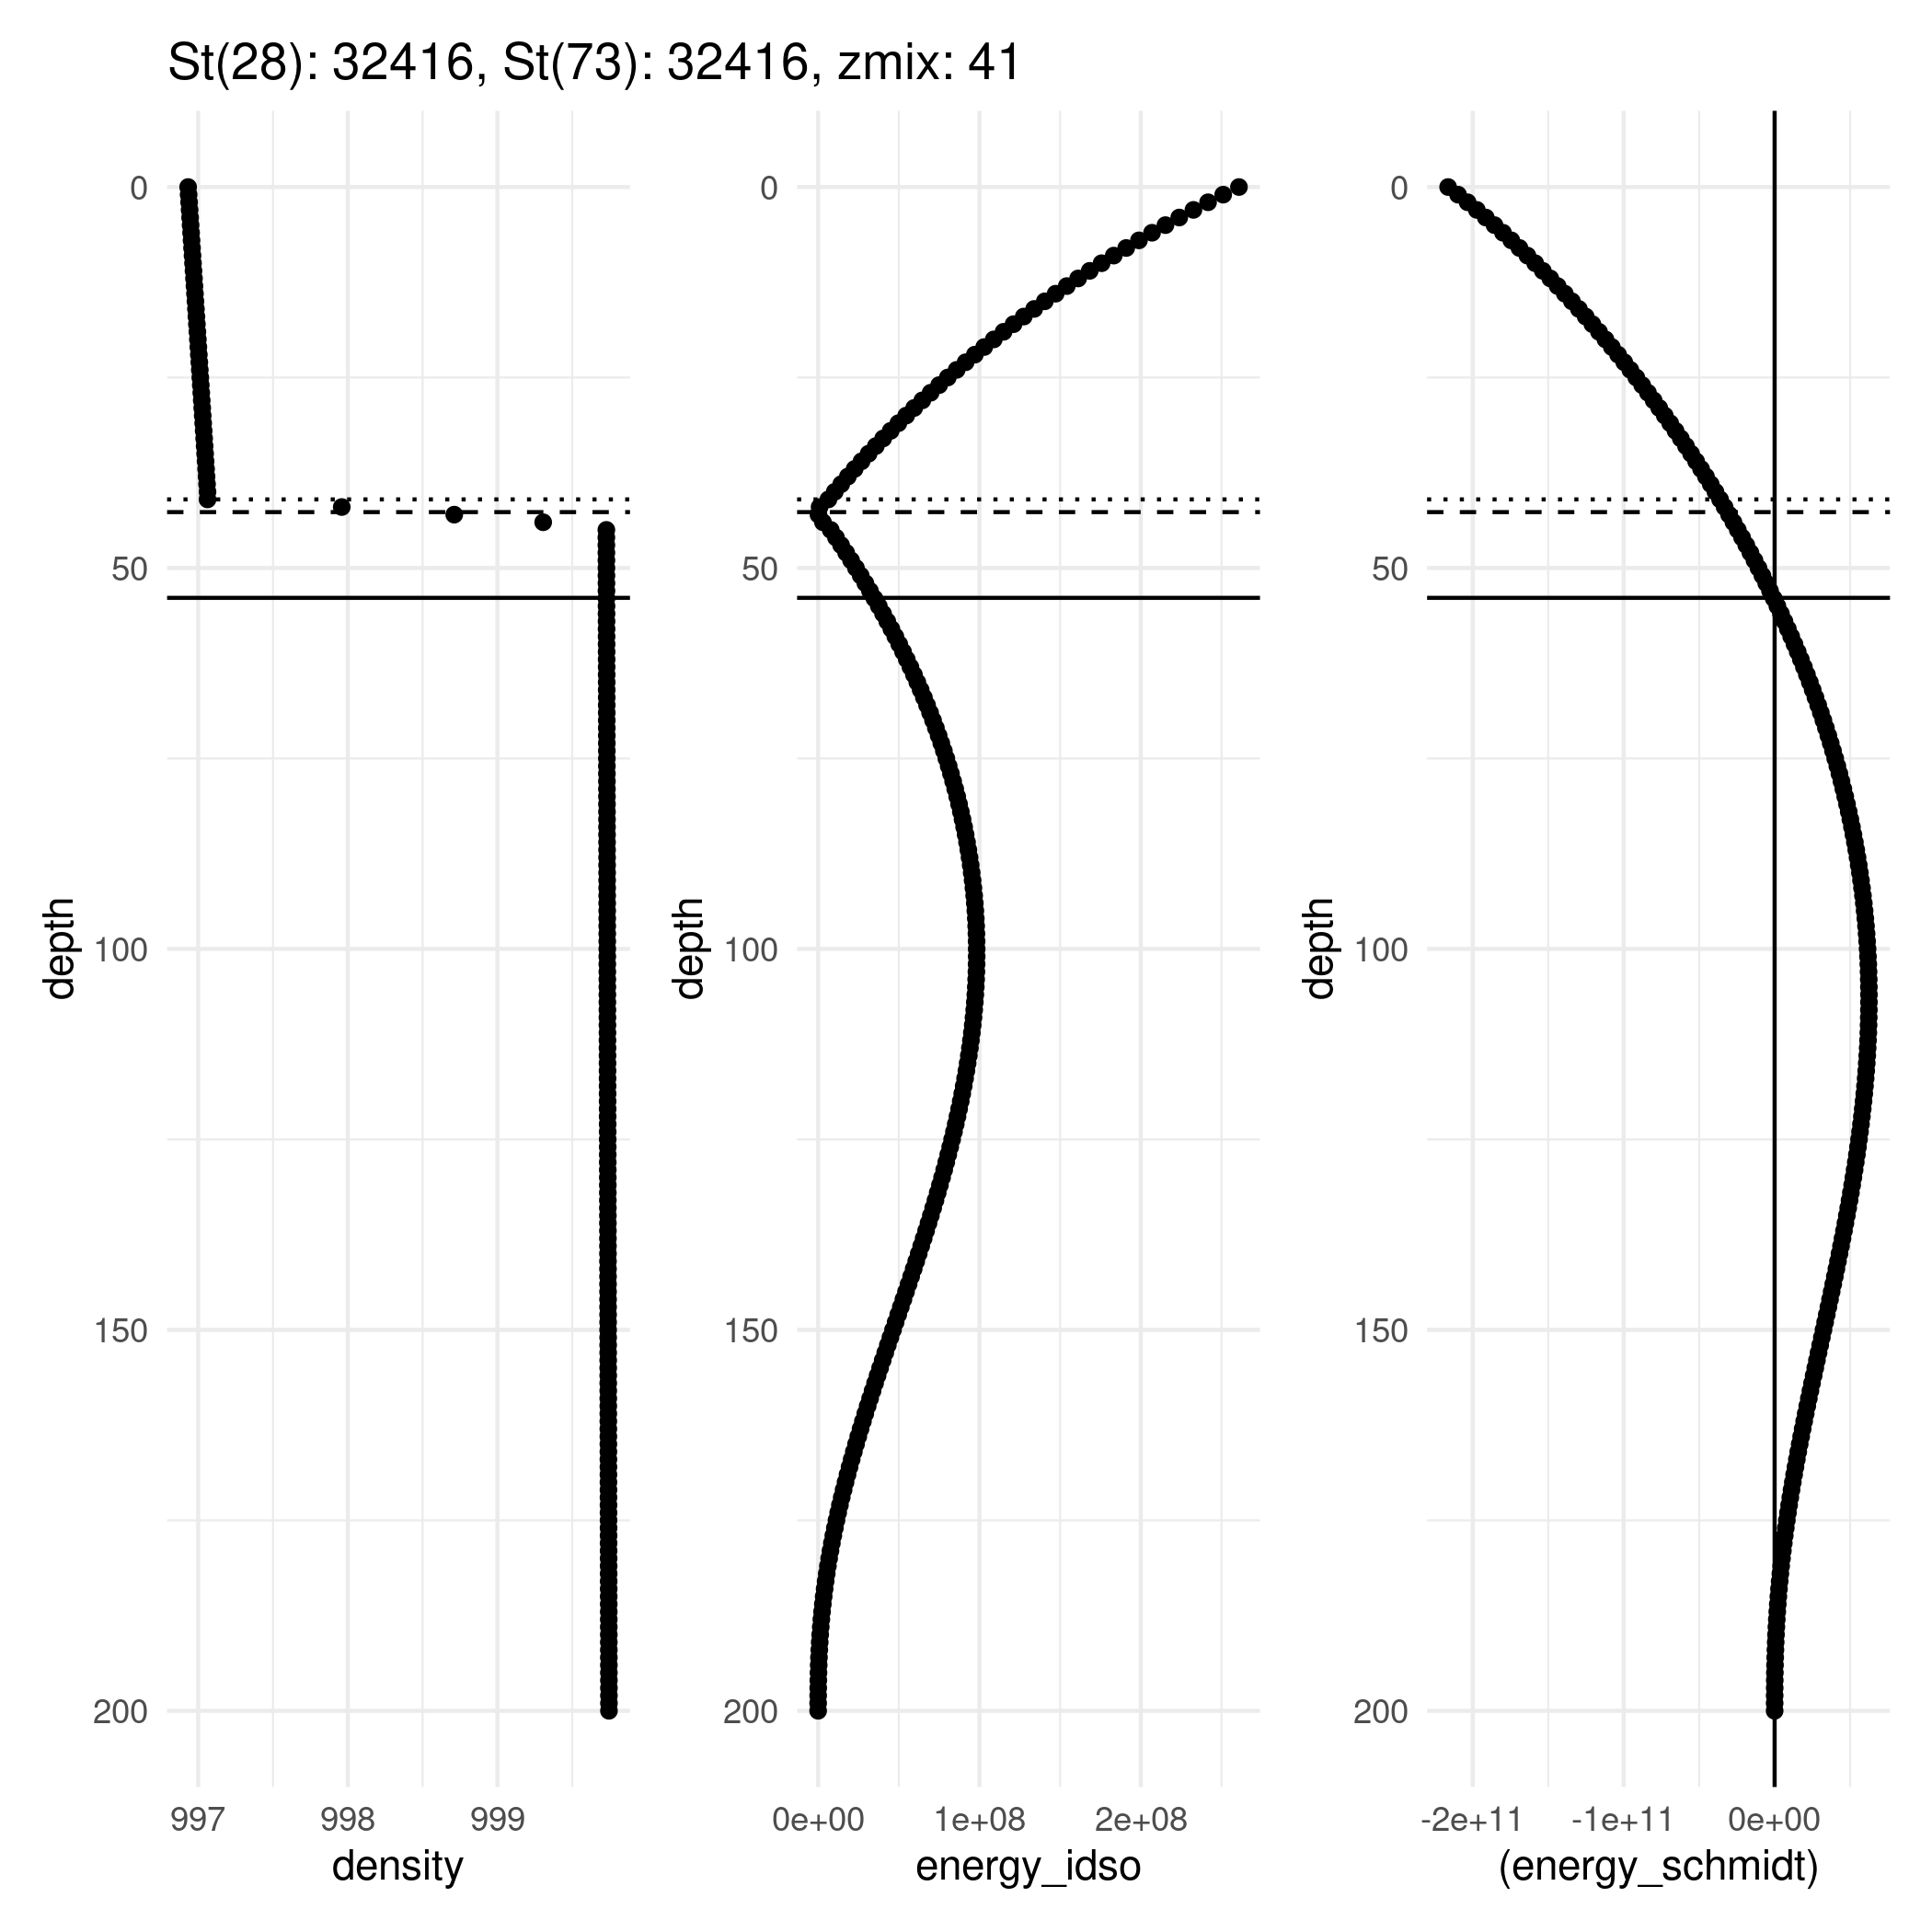 St(28): 32416, St(73): 32416, zmix: 41
0
50
100
150
200
depth
997 998 999
density
0
50
100
150
200
depth
0e+00 1e+08 2e+08
energy_idso
0
50
100
150
200
depth
-2e+11 -1e+11 0e+00
(energy_schmidt)